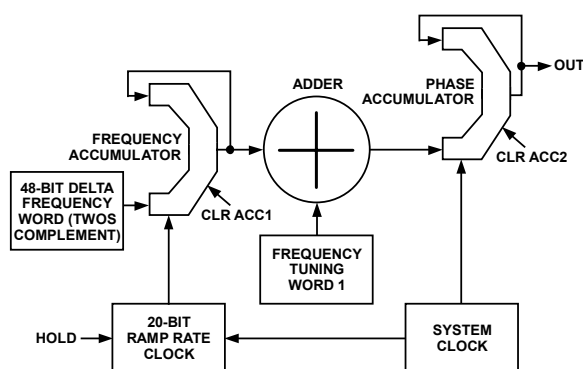 OUT
ADDER
PHASE
ACCUMULATOR
FREQUENCY
ACCUMULATOR
CLR ACC2
48-BIT DELTA
FREQUENCY
WORD (TWOS
COMPLEMENT)
CLR ACC1
FREQUENCY
TUNING
WORD 1
HOLD
20-BIT
RAMP RATE
CLOCK
SYSTEM
CLOCK